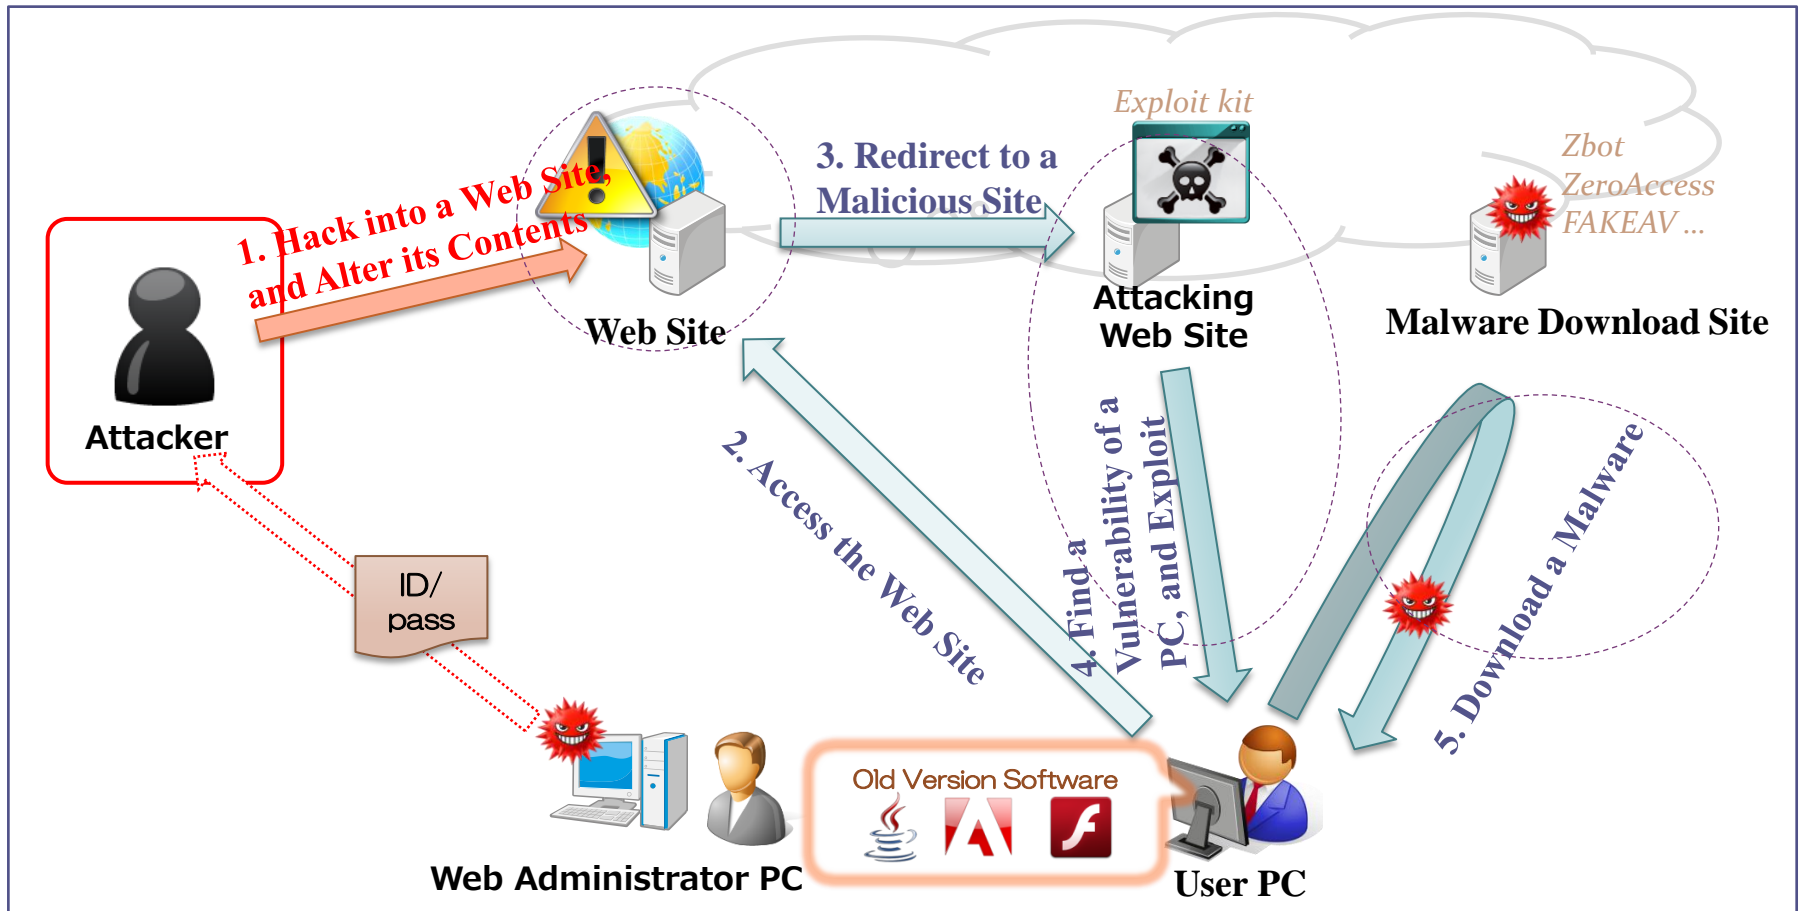 Exploit kit
Zbot
ZeroAccess
FAKEAV ...
3. Redirect to a
Malicious Site
1. Hack into a Web Site,
and Alter its Contents
Web Site
Attacking
Web Site
Malware Download Site
Attacker
2. Access the Web Site
4. Find a
Vulnerability of a
PC, and Exploit
5. Download a Malware
ID/
pass
Old Version Software
Web Administrator PC
User PC